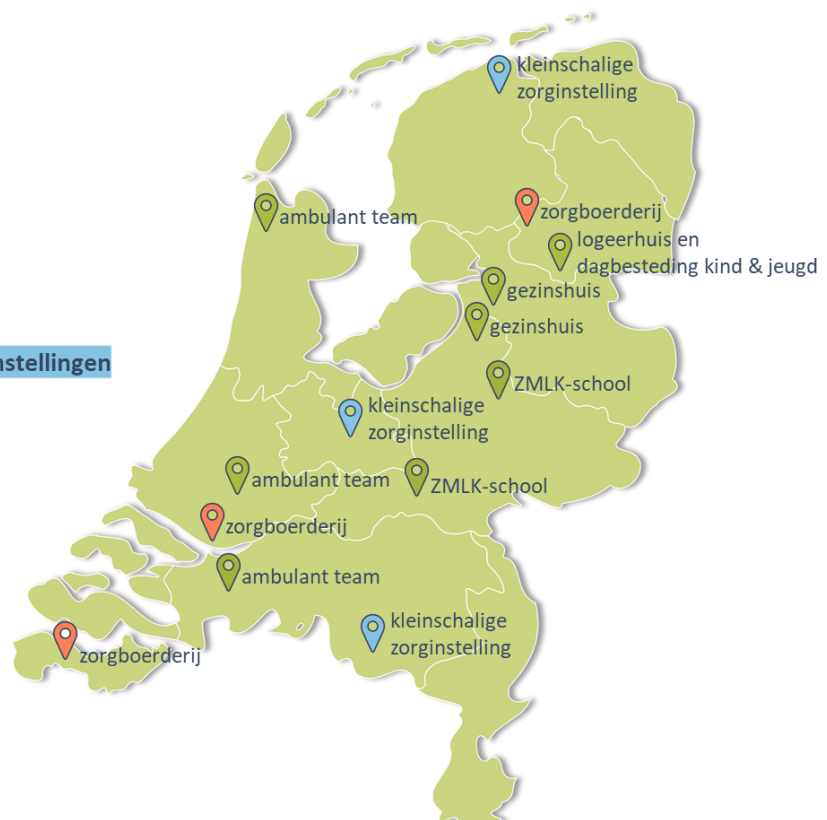 kleinschalige
zorginstelling
zorgboerderij
ambulant team
logeerhuis en
dagbesteding kind & jeugd
gezinshuis
gezinshuis
nstellingen
ZMLK-school
kleinschalige
zorginstelling
ambulant team
ZMLK-school
zorgboerderij
ambulant team
kleinschalige
zorginstelling
zorgboerderij